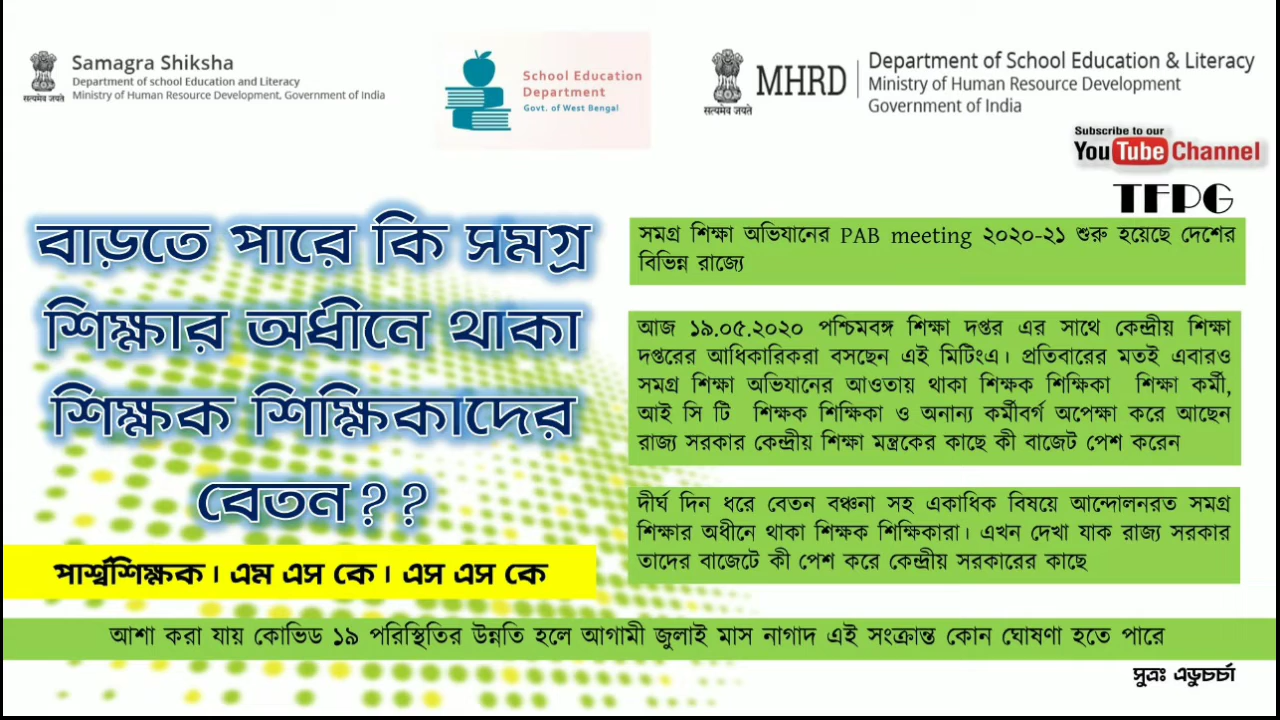 Samagra Shiksha
Department of school Education and Literacy
Ministry of Human Resource Development, Government of India
सत्यमेव जयते
School Education
Department
Govt. of West Bengal
MHRD
Department of School Education & Literacy
Ministry of Human Resource Development
Government of India
सत्यमेव जयते
Subscribe to our
YouTube Channel
TFPG
বাড়তে পারে কি সমগ্র
শিক্ষার অধীনে থাকা
শিক্ষক শিক্ষিকাদের
বেতন??
পার্শ্বশিক্ষক। এম এস কে। এস এস কে
সমগ্র শিক্ষা অভিযানের PAB meeting ২০২০-২১ শুরু হয়েছে দেশের
বিভিন্ন রাজ্যে
আজ ১৯.০৫.২০২০ পশ্চিমবঙ্গ শিক্ষা দপ্তর এর সাথে কেন্দ্রীয় শিক্ষা
দপ্তরের আধিকারিকরা বসছেন এই মিটিংএ। প্রতিবারের মতই এবারও
সমগ্র শিক্ষা অভিযানের আওতায় থাকা শিক্ষক শিক্ষিকা শিক্ষা কর্মী,
আই সি টি শিক্ষক শিক্ষিকা ও অনান্য কর্মীবর্গ অপেক্ষা করে আছেন
রাজ্য সরকার কেন্দ্রীয় শিক্ষা মন্ত্রকের কাছে কী বাজেট পেশ করেন
দীর্ঘ দিন ধরে বেতন বঞ্চনা সহ একাধিক বিষয়ে আন্দোলনরত সমগ্র
শিক্ষার অধীনে থাকা শিক্ষক শিক্ষিকারা। এখন দেখা যাক রাজ্য সরকার
তাদের বাজেটে কী পেশ করে কেন্দ্রীয় সরকারের কাছে
আশা করা যায় কোভিড ১৯ পরিস্থিতির উন্নতি হলে আগামী জুলাই মাস নাগাদ এই সংক্রান্ত কোন ঘোষণা হতে পারে
সুত্রঃ এডুচর্চা